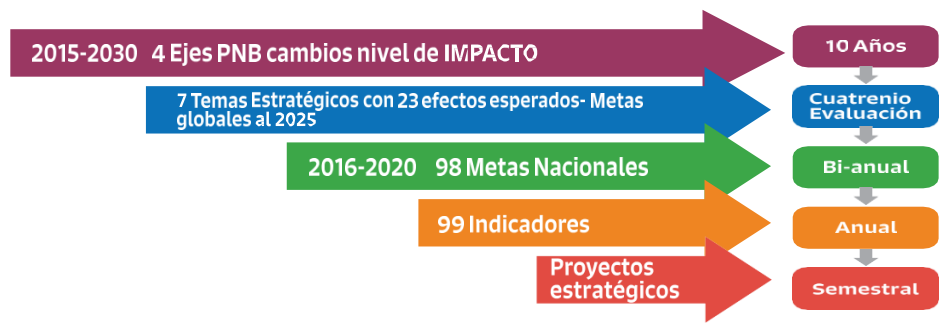 2015-2030 4 Ejes PNB cambios nivel de IMPACTO
10 Años
7 Temas Estratégicos con 23 efectos esperados- Metas
globales al 2025
Cuatrenio
Evaluación
2016-2020 98 Metas Nacionales
Bi-anual
99 Indicadores
Anual
Proyectos
estratégicos
Semestral